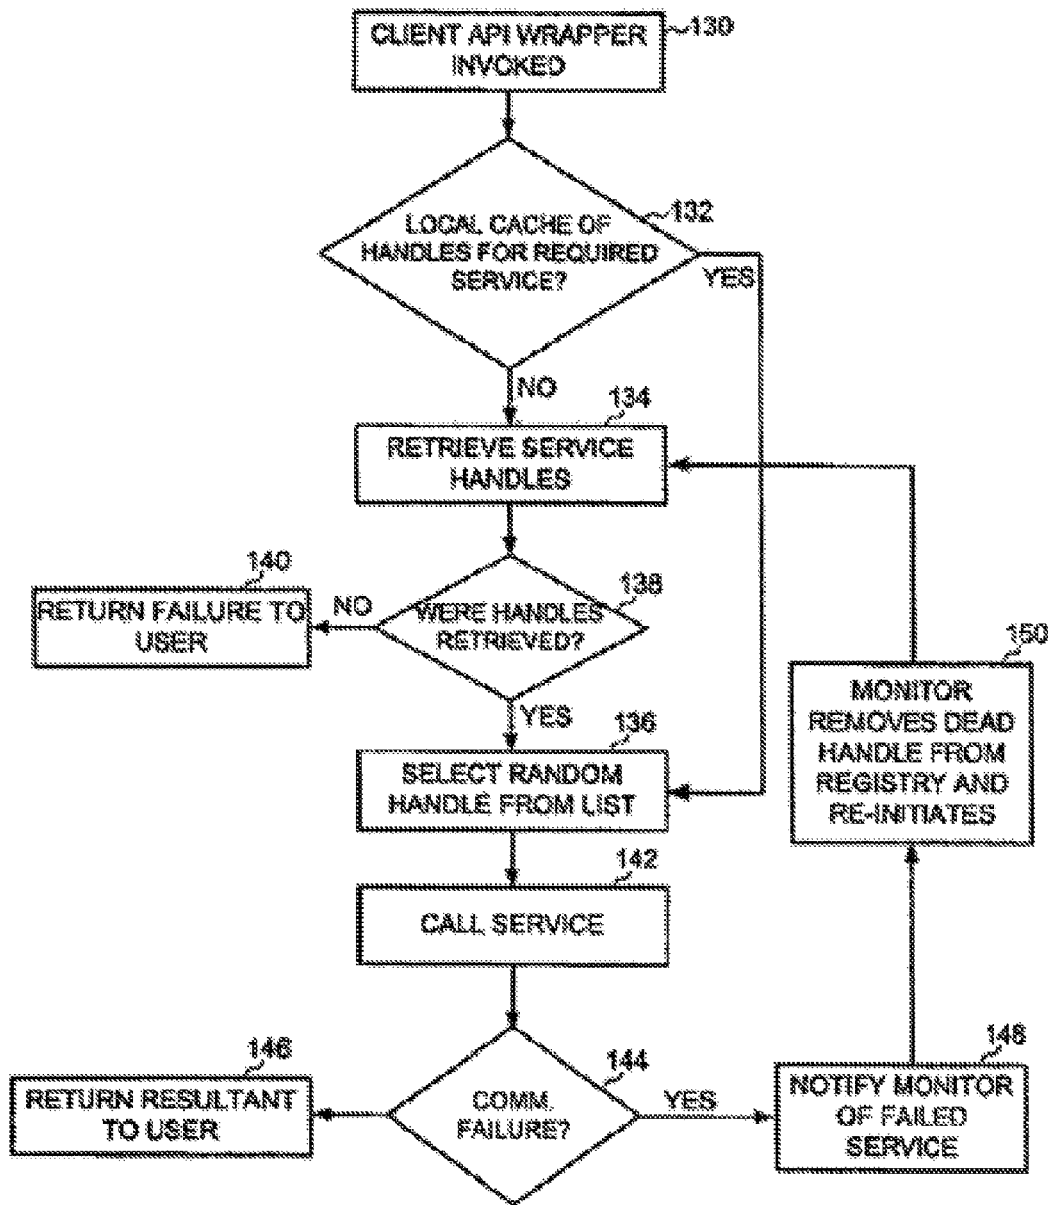 CLIENT API WRAPPER
INVOKED
130
LOCAL CACHE OF
HANDLES FOR REQUIRED
SERVICE?
132
YES
NO
134
RETRIEVE SERVICE
HANDLES
140
RETURN FAILURE TO
USER
NO
WERE HANDLES
RETRIEVED?
138
YES
136
SELECT RANDOM
HANDLE FROM LIST
150
MONITOR
REMOVES DEAD
HANDLE FROM
REGISTRY AND
RE-INITIATES
142
CALL SERVICE
146
RETURN RESULTANT
TO USER
144
COMM.
FAILURE?
YES
148
NOTIFY MONITOR
OF FAILED
SERVICE